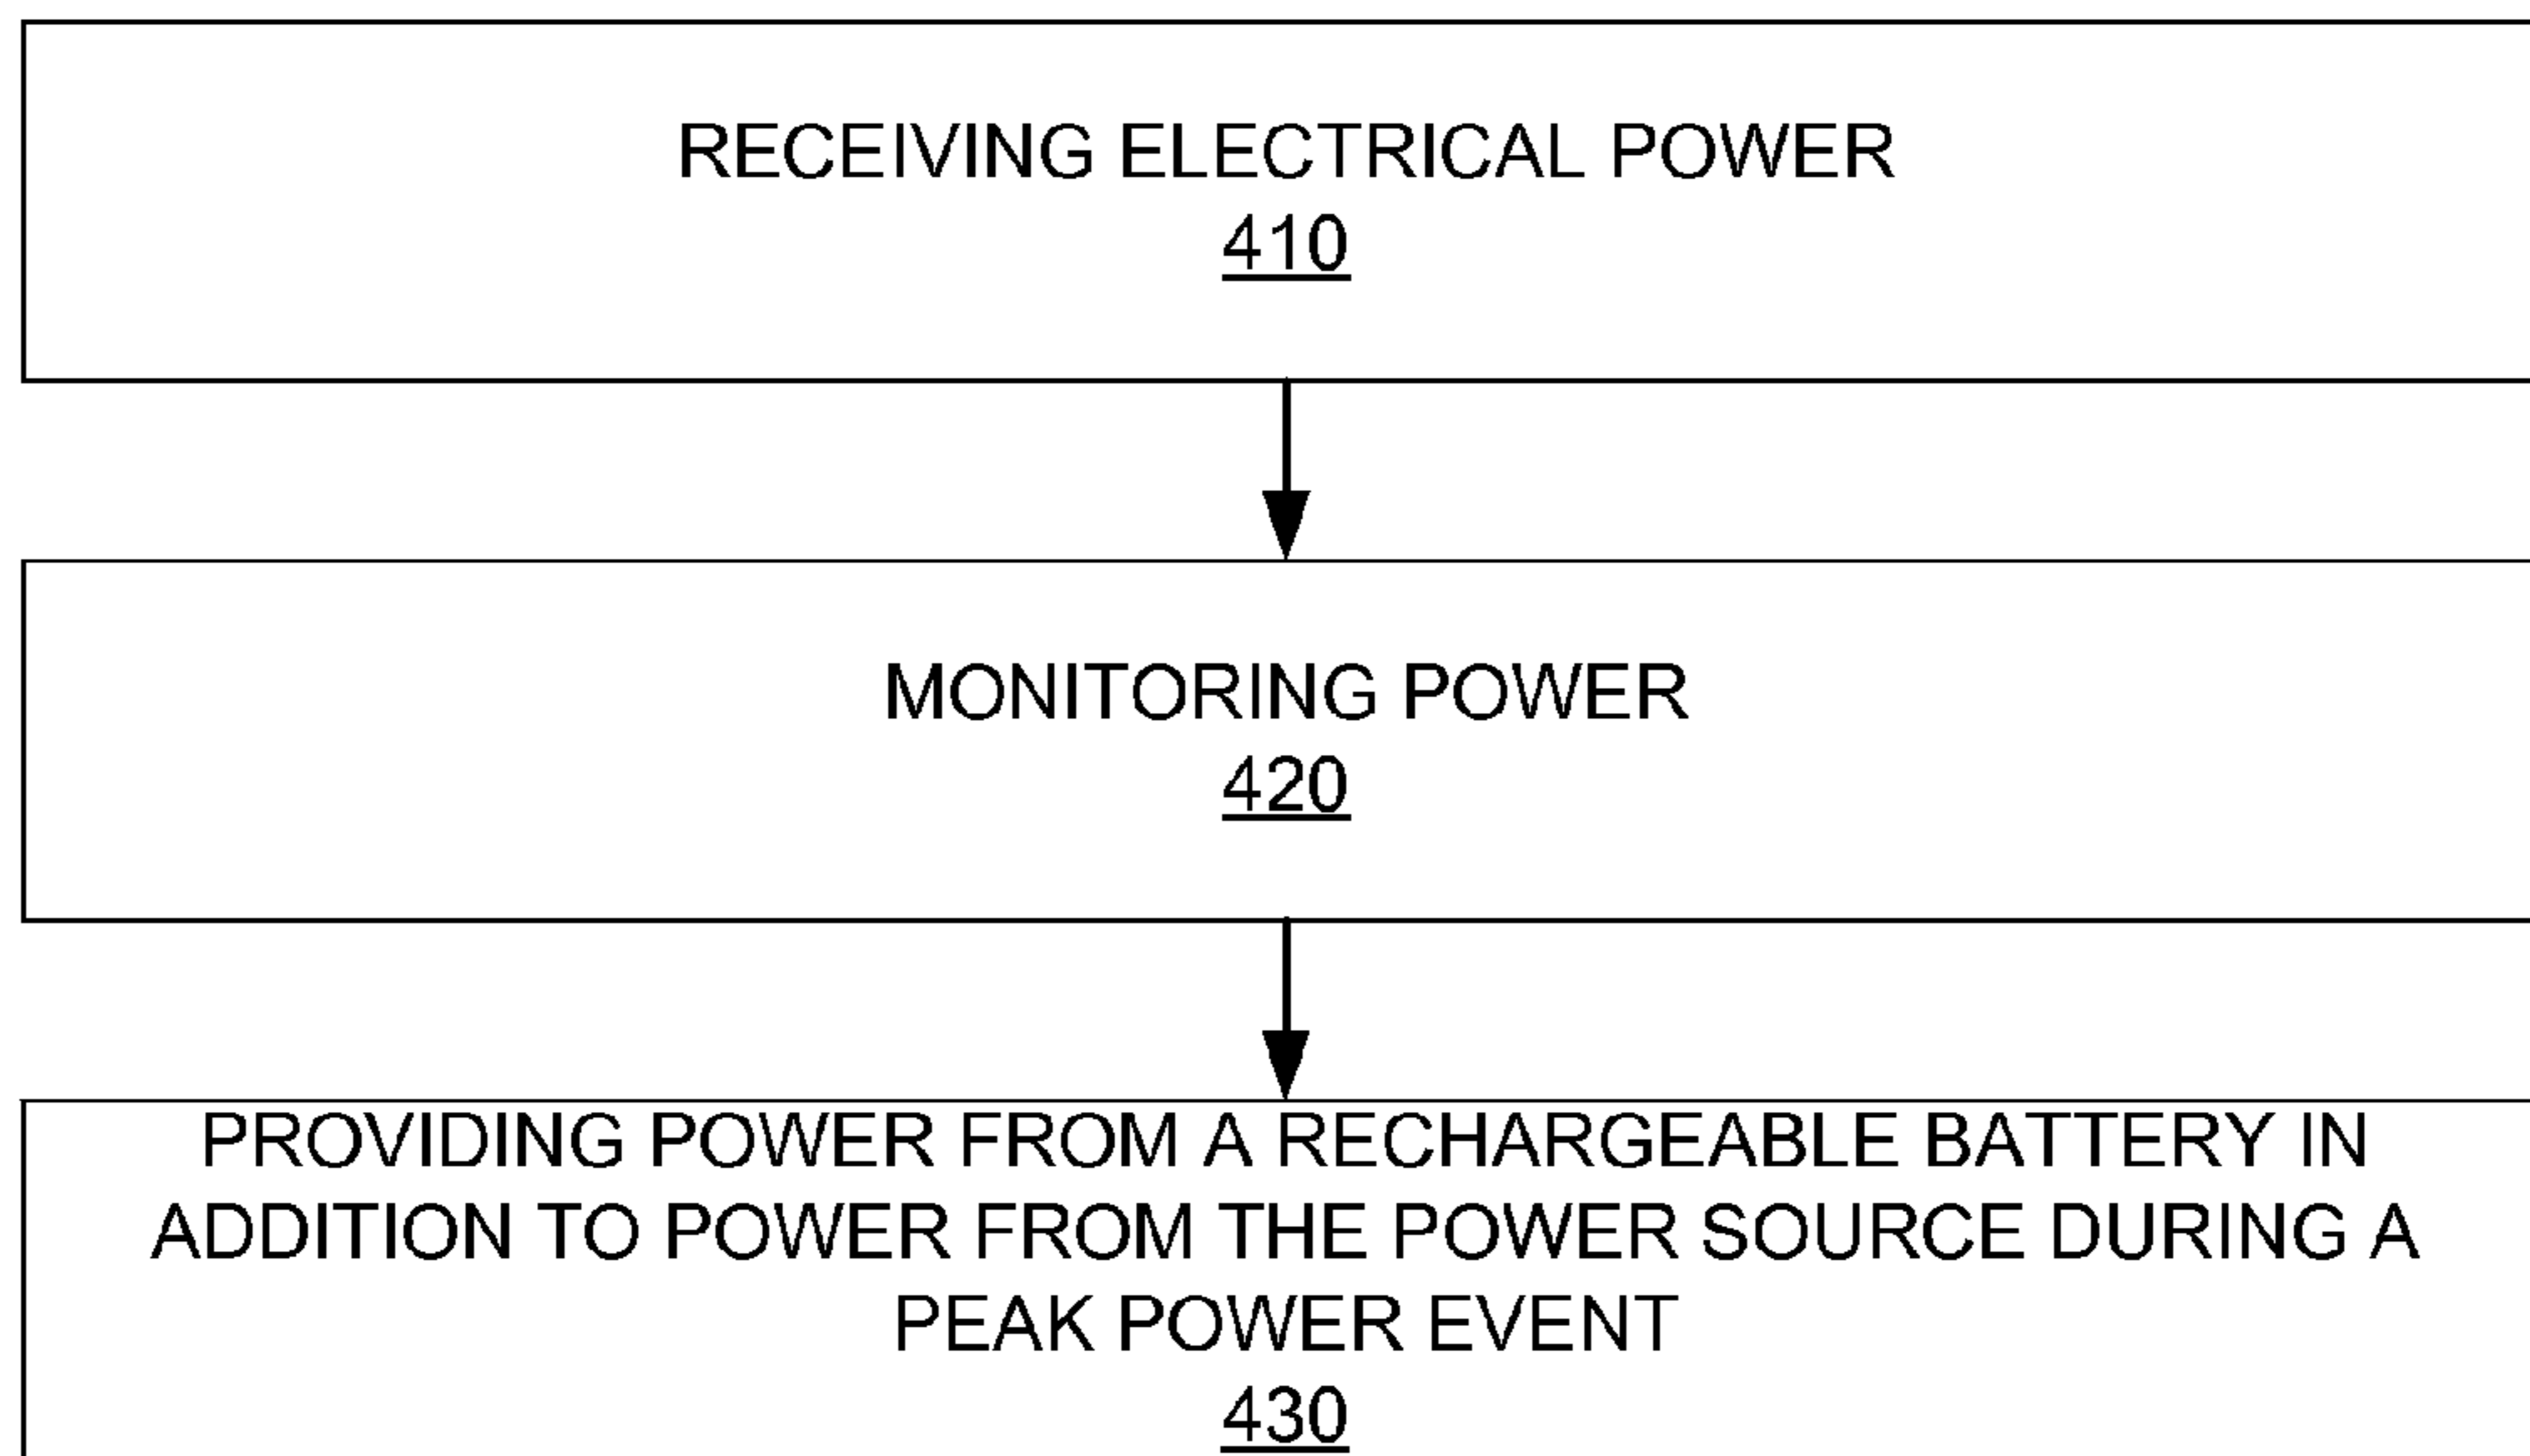 RECEIVING ELECTRICAL POWER
410
MONITORING POWER
420
PROVIDING POWER FROM A RECHARGEABLE BATTERY IN
ADDITION TO POWER FROM THE POWER SOURCE DURING A
PEAK POWER EVENT
430